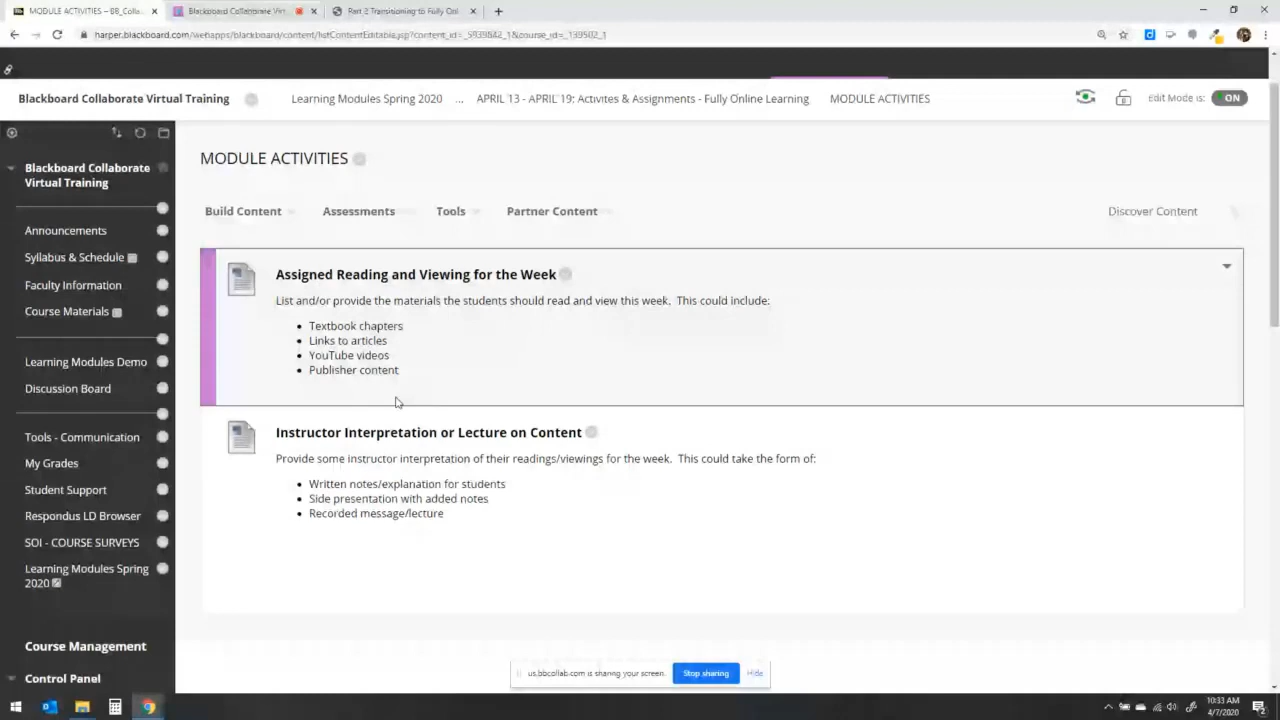 MODULE ACTIVITIES – BB_Colla
Blackboard Collaborate Virt
Part 2 Transitioning to Fully Onl
harper.blackboard.com/webapps/blackboard/content/listContentEditable.jsp?content_id=_5939842_1&course_id=_139502_1
Blackboard Collaborate Virtual Training
Learning Modules Spring 2020 ... APRIL 13 - APRIL 19: Activites & Assignments - Fully Online Learning MODULE ACTIVITIES
Edit Mode is: ON
Blackboard Collaborate
Virtual Training
Announcements
Syllabus & Schedule
Faculty Information
Course Materials
Learning Modules Demo
Discussion Board
Tools - Communication
My Grades
Student Support
Respondus LD Browser
SOI - COURSE SURVEYS
Learning Modules Spring
2020
Course Management
Control Panel
MODULE ACTIVITIES
Build Content Assessments Tools Partner Content Discover Content
Assigned Reading and Viewing for the Week
List and/or provide the materials the students should read and view this week. This could include:
• Textbook chapters
• Links to articles
• YouTube videos
• Publisher content
Instructor Interpretation or Lecture on Content
Provide some instructor interpretation of their readings/viewings for the week. This could take the form of:
• Written notes/explanation for students
• Side presentation with added notes
• Recorded message/lecture
us.bbcollab.com is sharing your screen. Stop sharing Hide
10:33 AM
4/7/2020